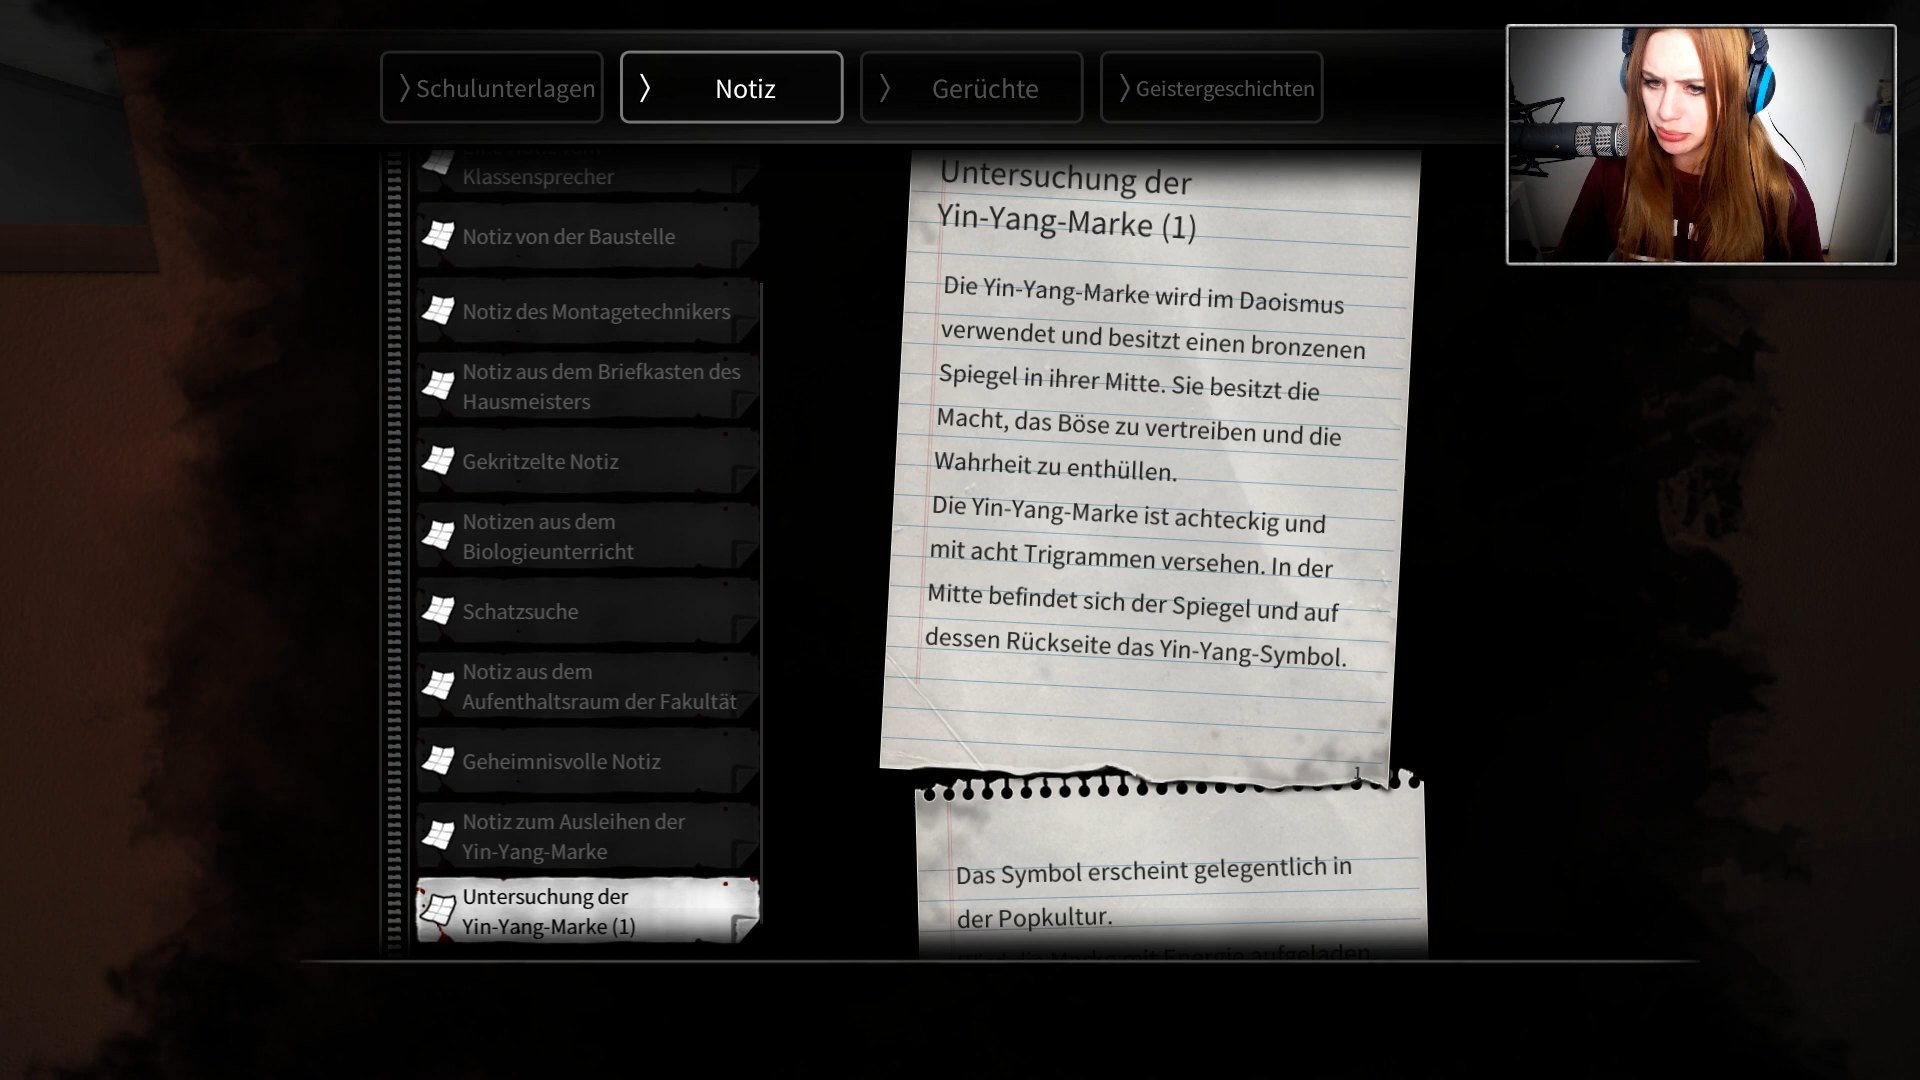 Schulunterlagen
Notiz
Gerüchte
Geistergeschichten
Klassensprecher
Notiz von der Baustelle
Notiz des Montagetechnikers
Notiz aus dem Briefkasten des
Hausmeisters
Gekritzelte Notiz
Notizen aus dem
Biologieunterricht
Schatzsuche
Notiz aus dem
Aufenthaltsraum der Fakultät
Geheimnisvolle Notiz
Notiz zum Ausleihen der
Yin-Yang-Marke
Untersuchung der
Yin-Yang-Marke (1)
Untersuchung der
Yin-Yang-Marke (1)
Die Yin-Yang-Marke wird im Daoismus
verwendet und besitzt einen bronzenen
Spiegel in ihrer Mitte. Sie besitzt die
Macht, das Böse zu vertreiben und die
Wahrheit zu enthüllen.
Die Yin-Yang-Marke ist achteckig und
mit acht Trigrammen versehen. In der
Mitte befindet sich der Spiegel und auf
dessen Rückseite das Yin-Yang-Symbol.
1
Das Symbol erscheint gelegentlich in
der Popkultur.
Wird die Marke mit Energie aufgeladen,